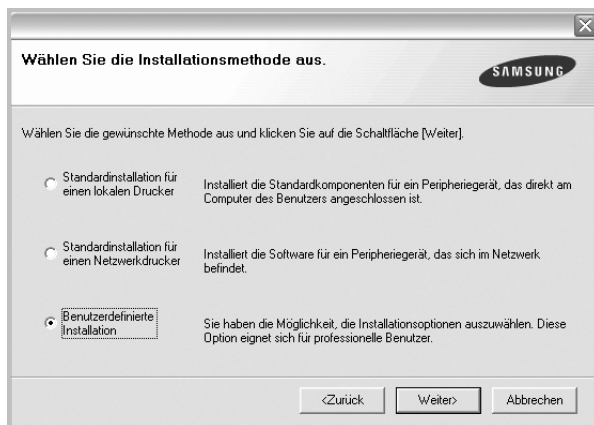 Wählen Sie die Installationsmethode aus.
SAMSUNG
Wählen Sie die gewünschte Methode aus und klicken Sie auf die Schaltfläche [Weiter].
Standardinstallation für
einen lokalen Drucker
Installiert die Standardkomponenten für ein Peripheriegerät, das direkt am
Computer des Benutzers angeschlossen ist.
Standardinstallation für
einen Netzwerkdrucker
Installiert die Software für ein Peripheriegerät, das sich im Netzwerk
befindet.
Benutzerdefinierte
Installation
Sie haben die Möglichkeit, die Installationsoptionen auszuwählen. Diese
Option eignet sich für professionelle Benutzer.
<Zurück
Weiter>
Abbrechen